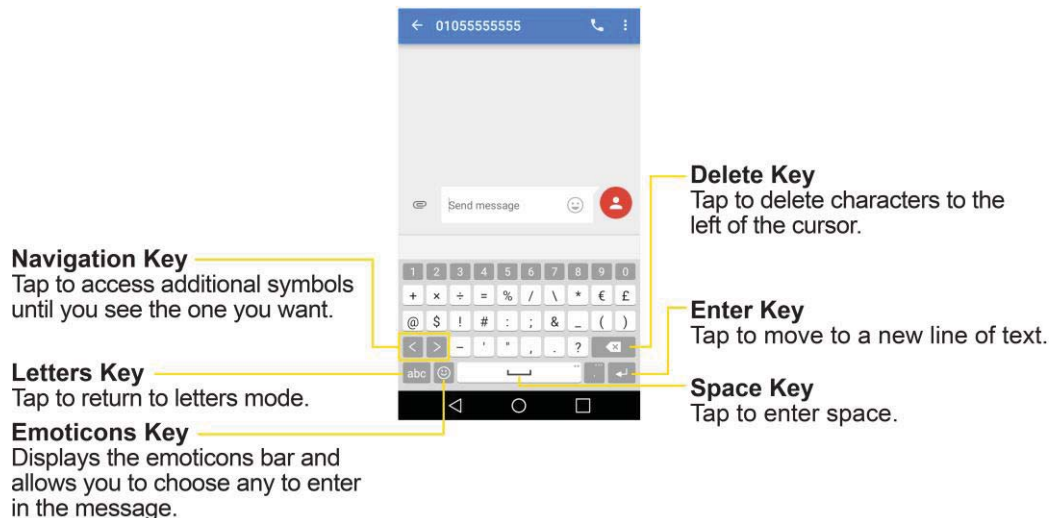 01055555555
Send message
1 2 3 4 5 6 7 8 9 0
+ × ÷ = % / \ * € £
@ $ ! # : ; & _ ( )
< > - ' " , . ?
abc
Navigation Key
Tap to access additional symbols
until you see the one you want.
Letters Key
Tap to return to letters mode.
Emoticons Key
Displays the emoticons bar and
allows you to choose any to enter
in the message.
Delete Key
Tap to delete characters to the
left of the cursor.
Enter Key
Tap to move to a new line of text.
Space Key
Tap to enter space.